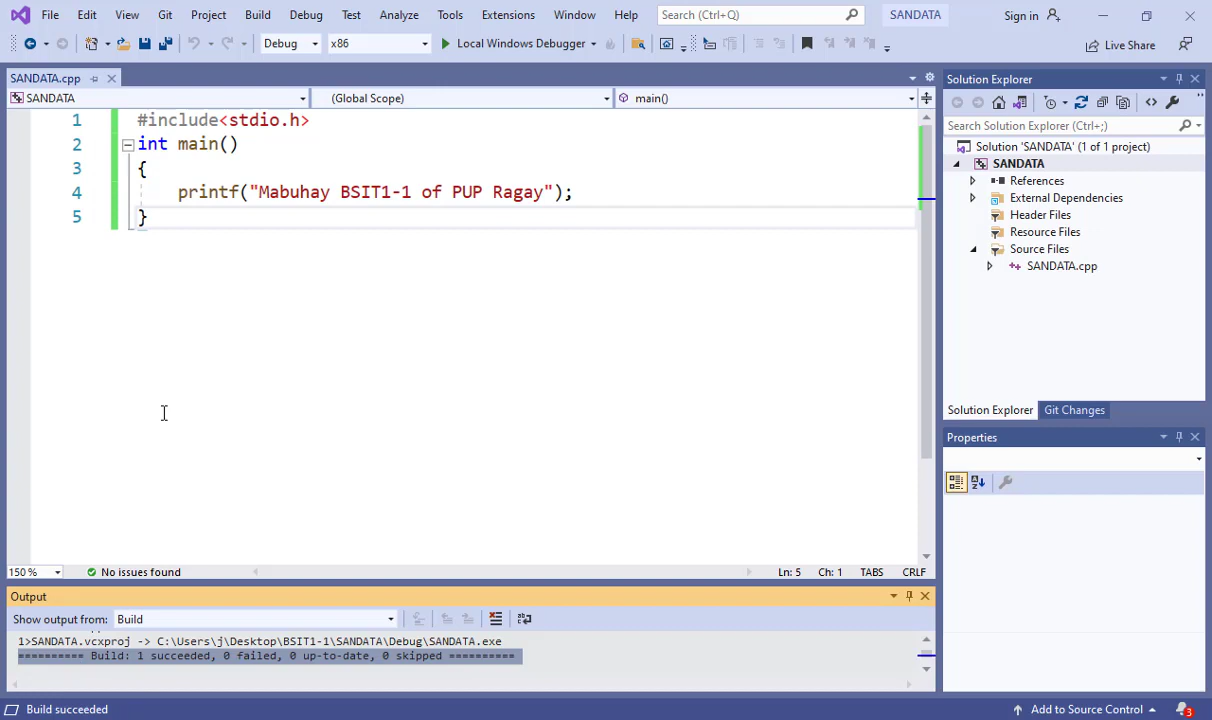 File Edit View Git Project Build Debug Test Analyze Tools Extensions Window Help Search (Ctrl+Q) SANDATA Sign in
Debug x86 Local Windows Debugger Live Share
SANDATA.cpp
SANDATA (Global Scope) main()
1 #include<stdio.h>
2 int main()
3 {
4 printf("Mabuhay BSIT1-1 of PUP Ragay");
5 }
150 % No issues found Ln: 5 Ch: 1 TABS CRLF
Output
Show output from: Build
1>SANDATA.vcxproj -> C:\Users\j\Desktop\BSIT1-1\SANDATA\Debug\SANDATA.exe
========== Build: 1 succeeded, 0 failed, 0 up-to-date, 0 skipped ==========
Solution Explorer
Search Solution Explorer (Ctrl+;)
Solution 'SANDATA' (1 of 1 project)
SANDATA
References
External Dependencies
Header Files
Resource Files
Source Files
SANDATA.cpp
Solution Explorer Git Changes
Properties
Build succeeded Add to Source Control 3